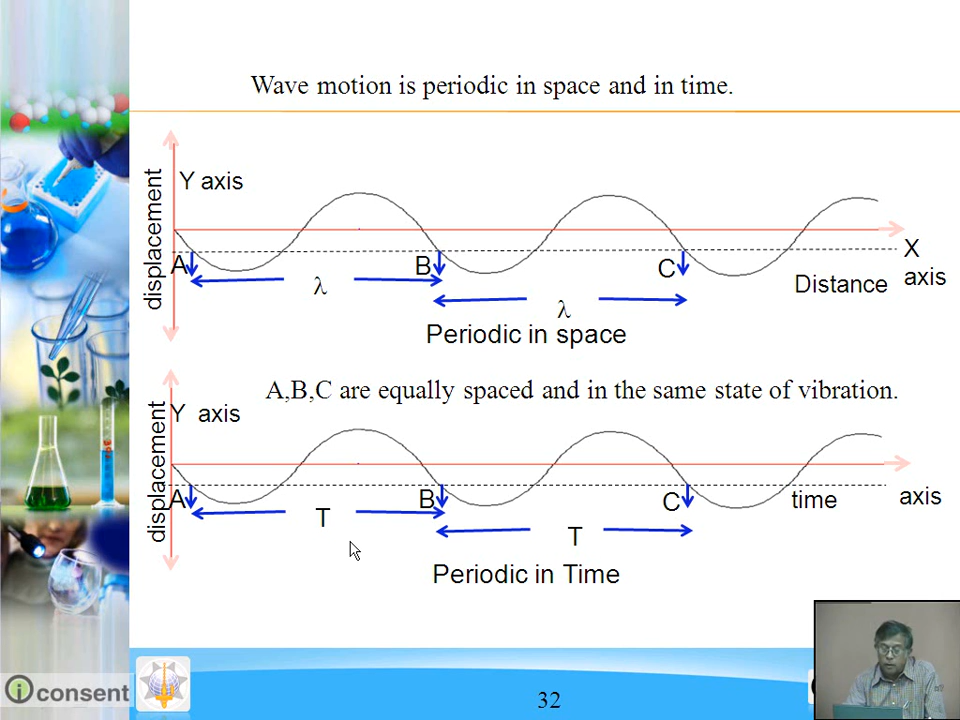 Wave motion is periodic in space and in time.
displacement
Y axis
X
axis
A
B
C
λ
λ
Distance
Periodic in space
A,B,C are equally spaced and in the same state of vibration.
displacement
Y axis
A
B
C
time
axis
T
T
Periodic in Time
i consent
32